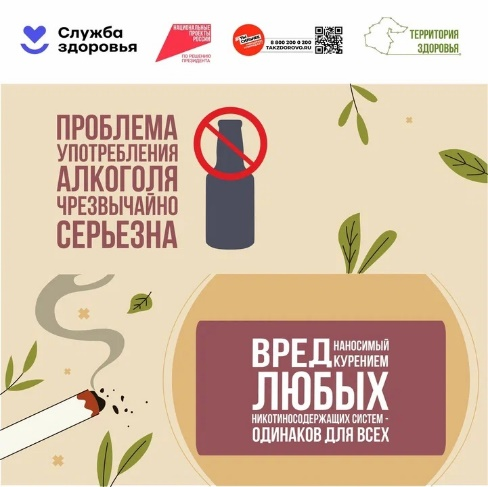 Служба
здоровья
НАЦИОНАЛЬНЫЕ
ПРОЕКТЫ
РОССИИ
ПО РЕШЕНИЮ
ПРЕЗИДЕНТА
8 800 200 0 200
TAKZDOROVO.RU
ТЕРРИТОРИЯ
ЗДОРОВЬЯ
ПРОБЛЕМА
УПОТРЕБЛЕНИЯ
АЛКОГОЛЯ
ЧРЕЗВЫЧАЙНО
СЕРЬЕЗНА
ВРЕД НАНОСИМЫЙ
КУРЕНИЕМ
ЛЮБЫХ
НИКОТИНОСОДЕРЖАЩИХ СИСТЕМ -
ОДИНАКОВ ДЛЯ ВСЕХ